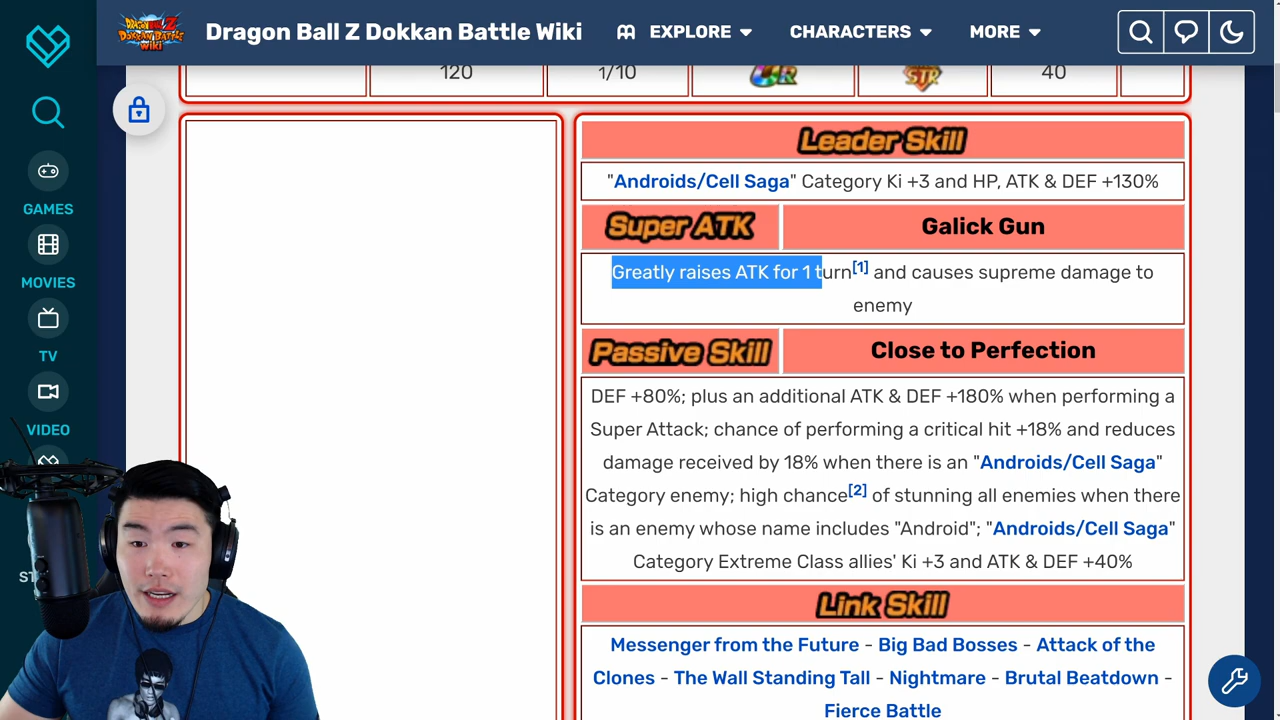 DRAGON BALL Z DOKKAN BATTLE Wiki
Dragon Ball Z Dokkan Battle Wiki
EXPLORE
CHARACTERS
MORE
120
1/10
UR
STR
40
GAMES
MOVIES
TV
VIDEO
Leader Skill
"Androids/Cell Saga" Category Ki +3 and HP, ATK & DEF +130%
Super ATK
Galick Gun
Greatly raises ATK for 1 turn[1] and causes supreme damage to
enemy
Passive Skill
Close to Perfection
DEF +80%; plus an additional ATK & DEF +180% when performing a
Super Attack; chance of performing a critical hit +18% and reduces
damage received by 18% when there is an "Androids/Cell Saga"
Category enemy; high chance[2] of stunning all enemies when there
is an enemy whose name includes "Android"; "Androids/Cell Saga"
Category Extreme Class allies' Ki +3 and ATK & DEF +40%
Link Skill
Messenger from the Future - Big Bad Bosses - Attack of the
Clones - The Wall Standing Tall - Nightmare - Brutal Beatdown -
Fierce Battle